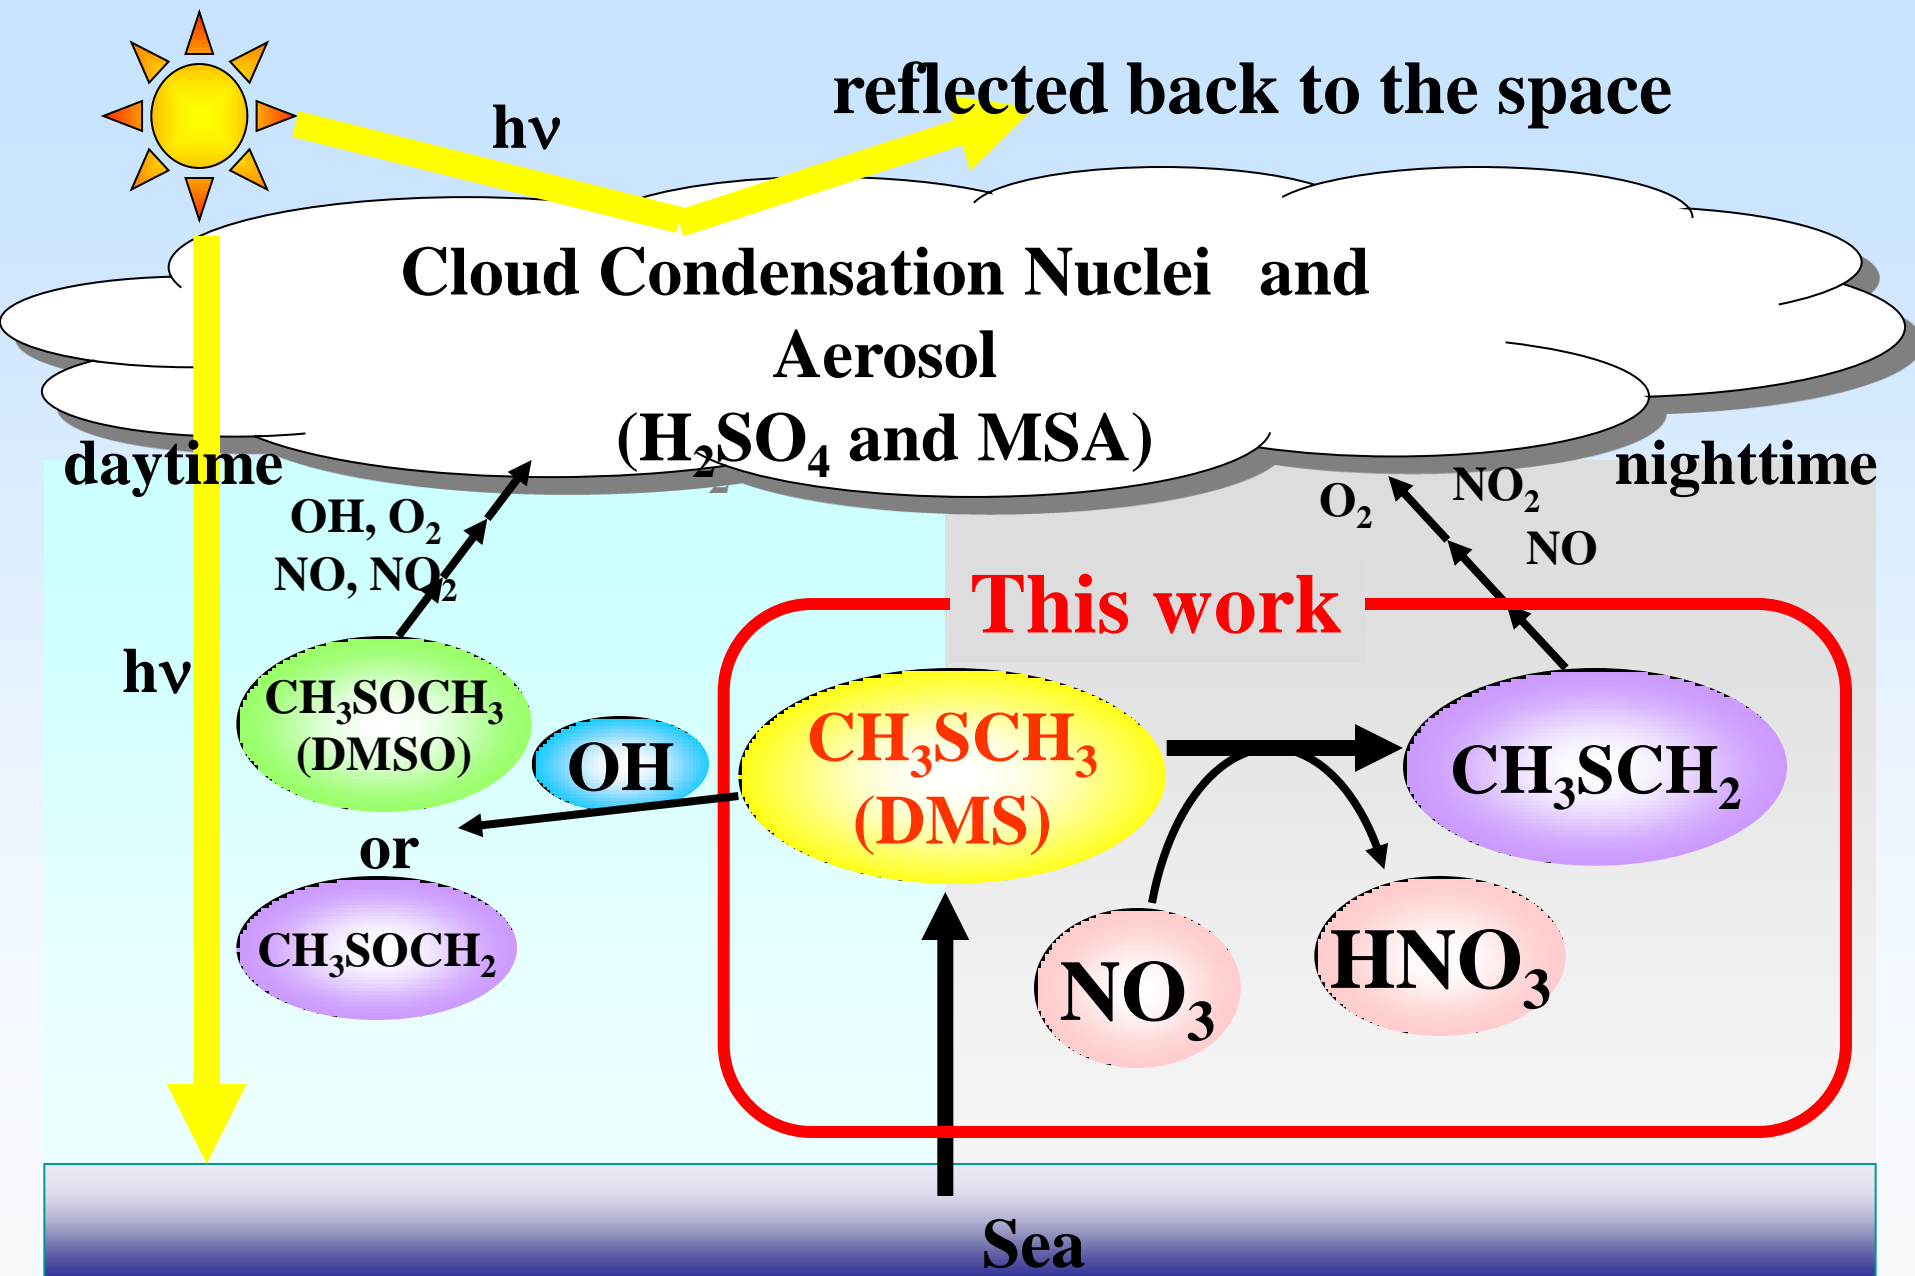 reflected back to the space
hν
Cloud Condensation Nuclei and
Aerosol
(H₂SO₄ and MSA)
daytime
nighttime
OH, O₂
NO, NO₂
O₂
NO₂
NO
This work
hν
CH₃SOCH₃
(DMSO)
OH
CH₃SCH₃
(DMS)
CH₃SCH₂
or
CH₃SOCH₂
NO₃
HNO₃
Sea